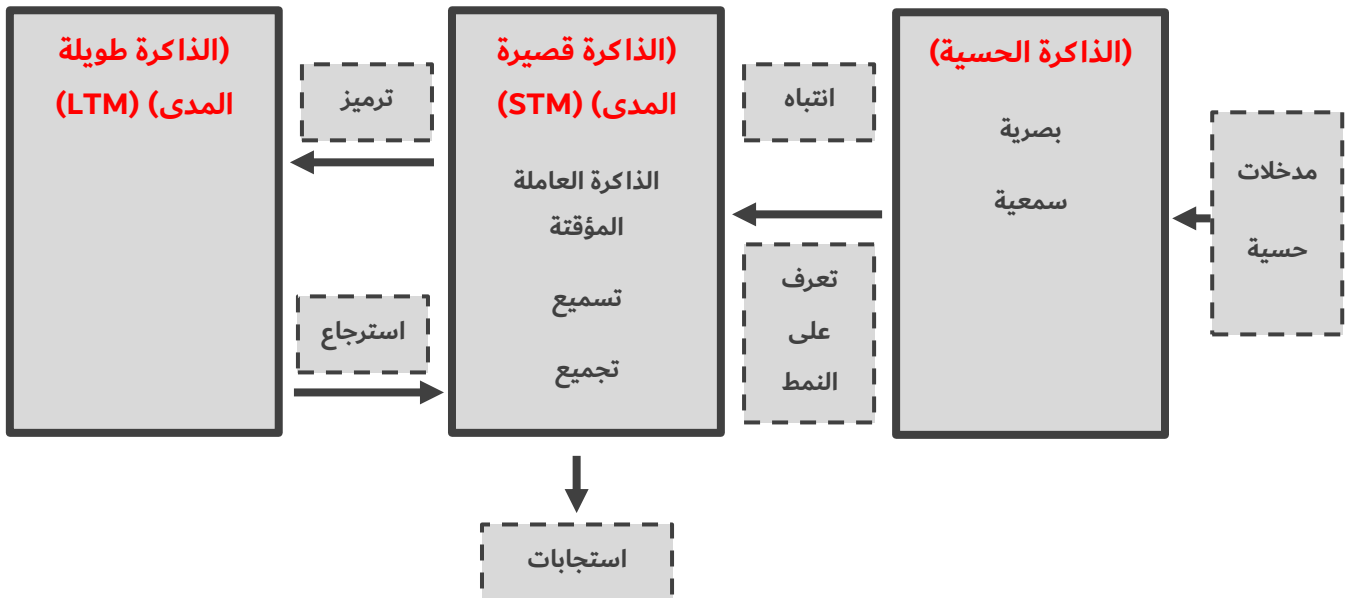 مدخلات
حسية
(الذاكرة الحسية)
بصرية
سمعية
انتباه
تعرف
على
النمط
(الذاكرة قصيرة
المدى) (STM)
الذاكرة العاملة
المؤقتة
تسميع
تجميع
ترميز
استرجاع
(الذاكرة طويلة
المدى) (LTM)
استجابات